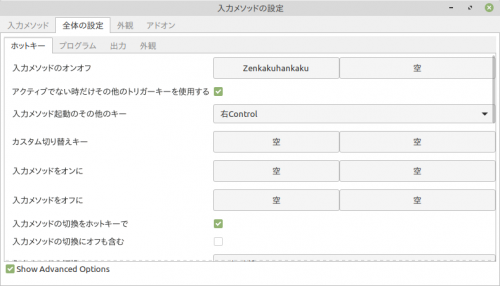 入力メソッドの設定
入力メソッド 全体の設定 外観 アドオン
ホットキー プログラム 出力 外観
入力メソッドのオンオフ Zenkakuhankaku 空
アクティブでない時だけその他のトリガーキーを使用する
入力メソッド起動のその他のキー 右Control
カスタム切り替えキー 空 空
入力メソッドをオンに 空 空
入力メソッドをオフに 空 空
入力メソッドの切換をホットキーで
入力メソッドの切換にオフも含む
Show Advanced Options